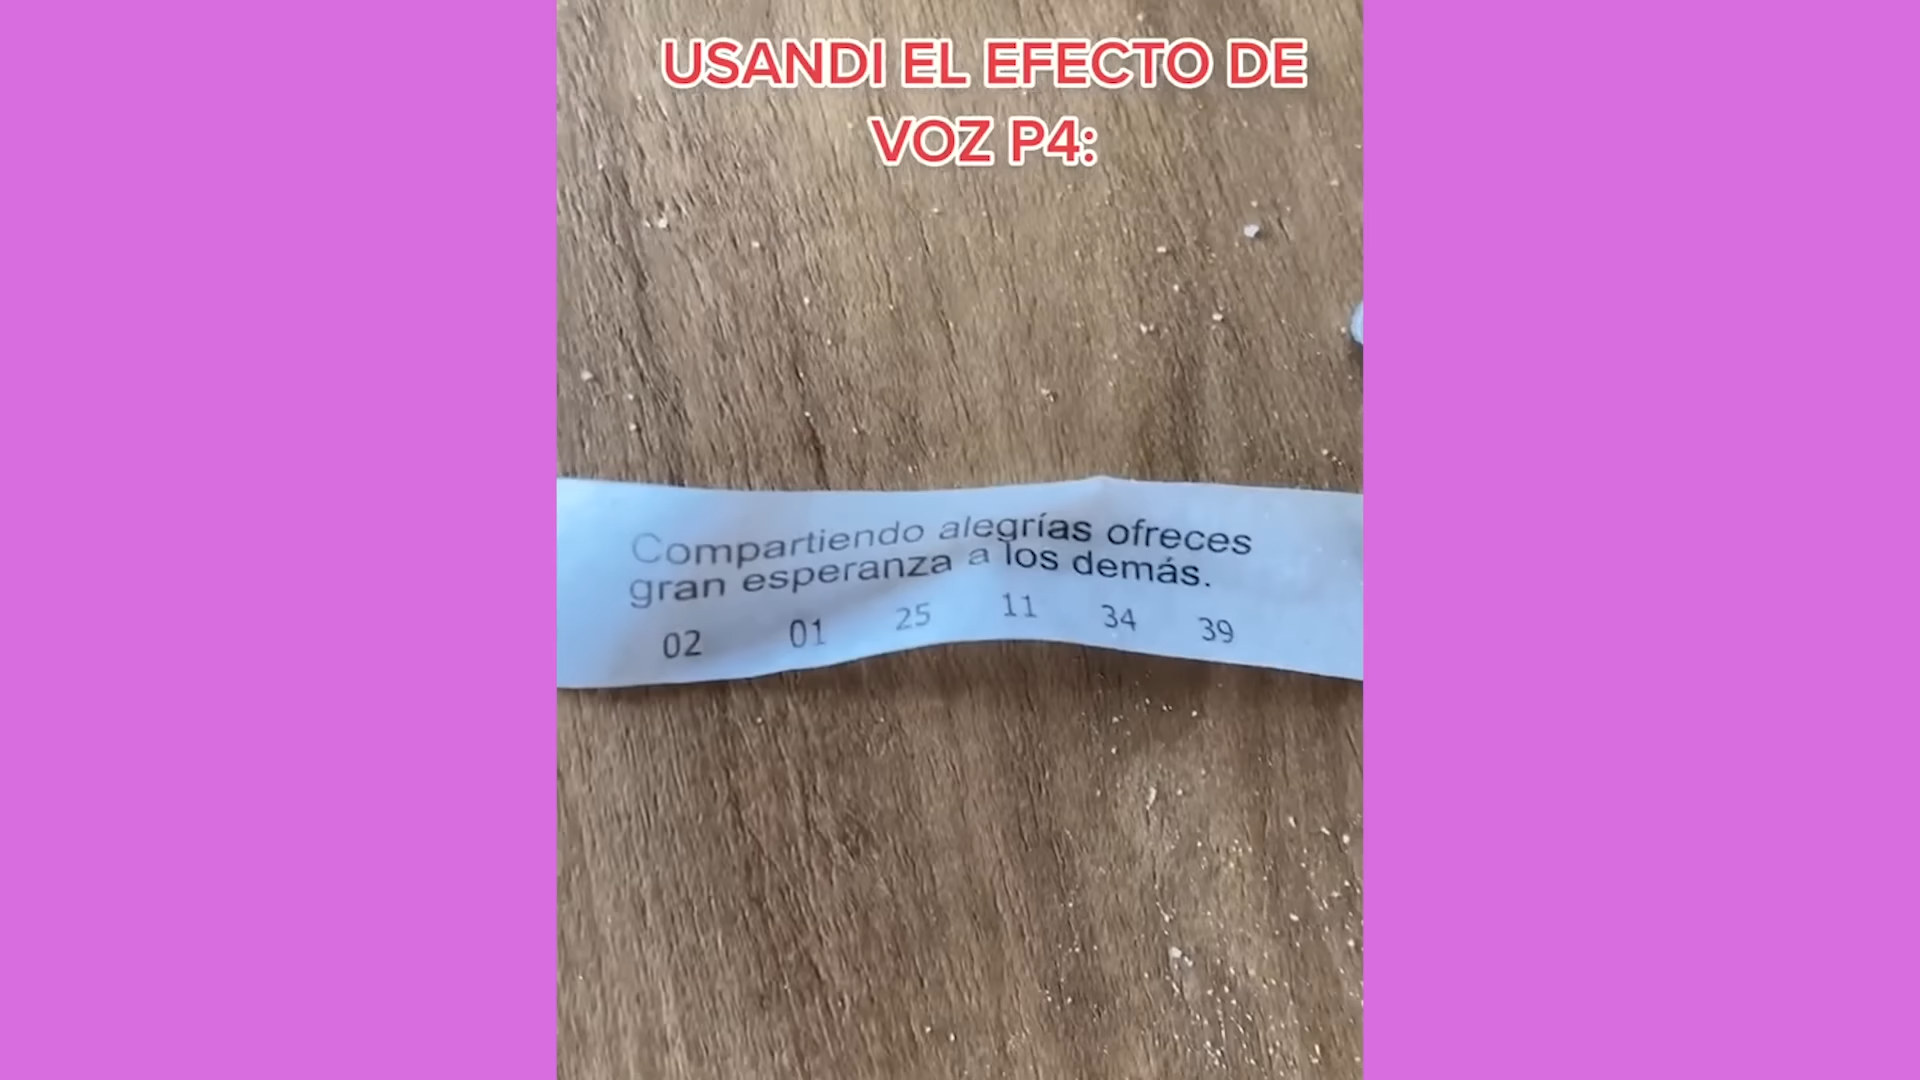 USANDI EL EFECTO DE
VOZ P4:
Compartiendo alegrías ofreces
gran esperanza a los demás.
02 01 25 11 34 39